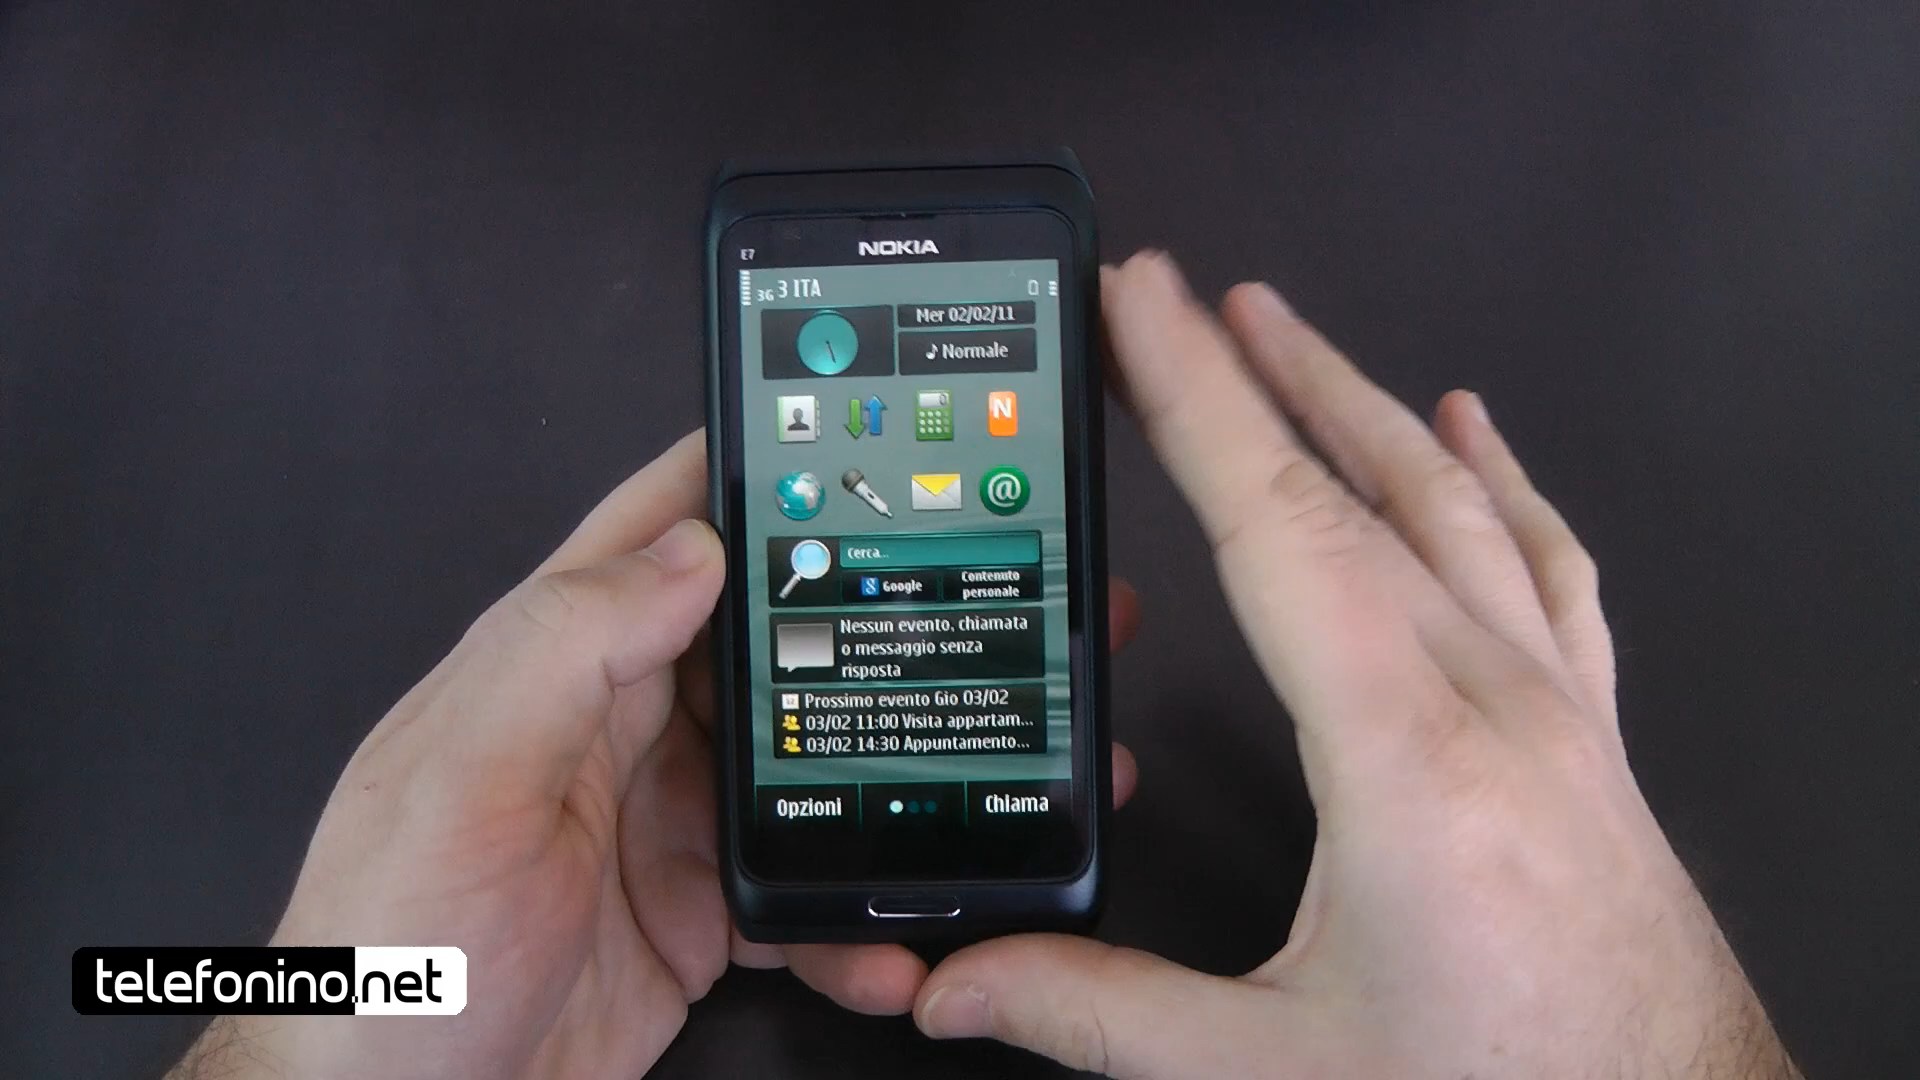 E7
NOKIA
3G 3 ITA
Mer 02/02/11
Normale
N
Cerca...
Google
Contenuto
personale
Nessun evento, chiamata
o messaggio senza
risposta
Prossimo evento Gio 03/02
03/02 11:00 Visita appartam...
03/02 14:30 Appuntamento...
Opzioni
Chiama
telefonino.net